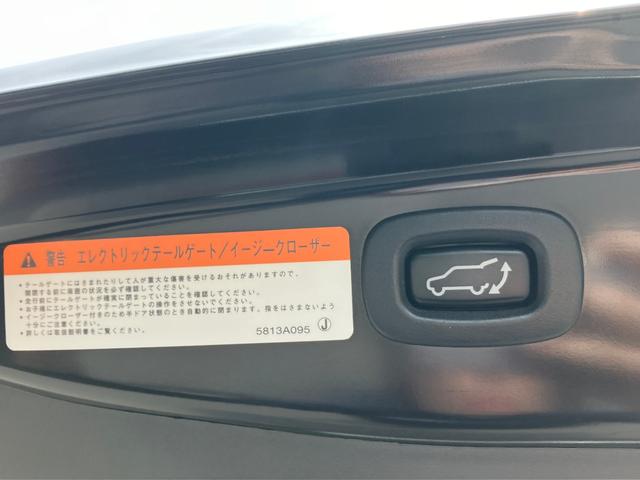 警告 エレクトリックテールゲート／イージークローザー
•テールゲートにはさまれたりして人が重大な傷害を受けるおそれがありますので、
開閉する前に周囲の状況を必ず確認してください。
•走行前にテールゲートが確実に閉まっていることを確認してください。
•お子様にエレクトリックテールゲートの操作をさせないでください。
•イージークローザー付きのため半ドア状態のとき自動的に閉まります。指をはさまないよう
十分にご注意ください。
•詳しくは取扱説明書をご覧ください。
5813A095 Ⓙ